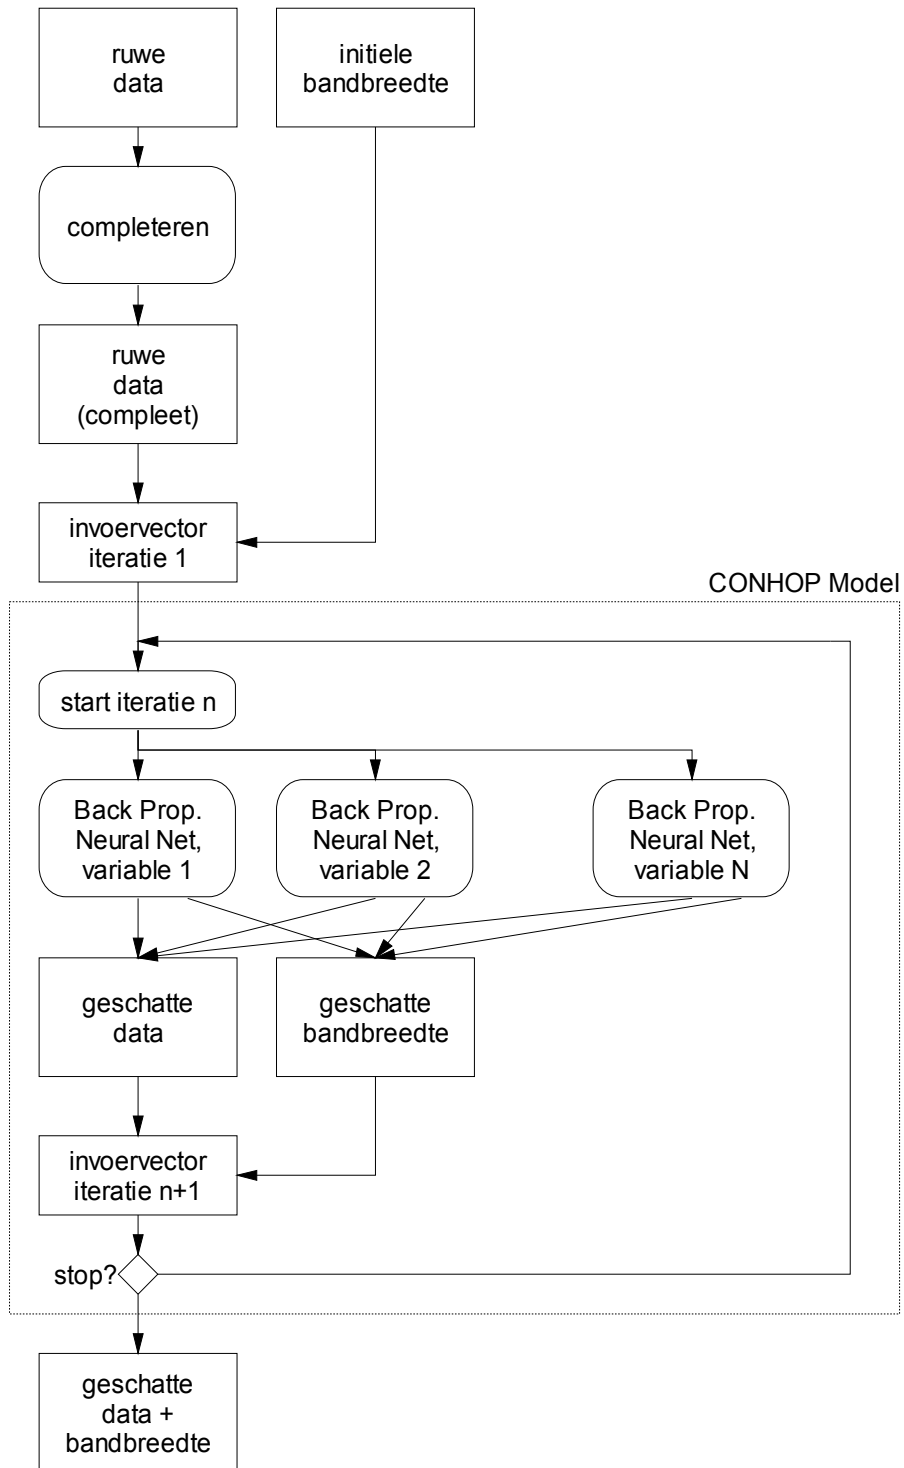 ruwe
data
initiele
bandbreedte
completeren
ruwe
data
(compleet)
invoervector
iteratie 1
CONHOP Model
start iteratie n
Back Prop.
Neural Net,
variable 1
Back Prop.
Neural Net,
variable 2
Back Prop.
Neural Net,
variable N
geschatte
data
geschatte
bandbreedte
invoervector
iteratie n+1
stop?
geschatte
data +
bandbreedte